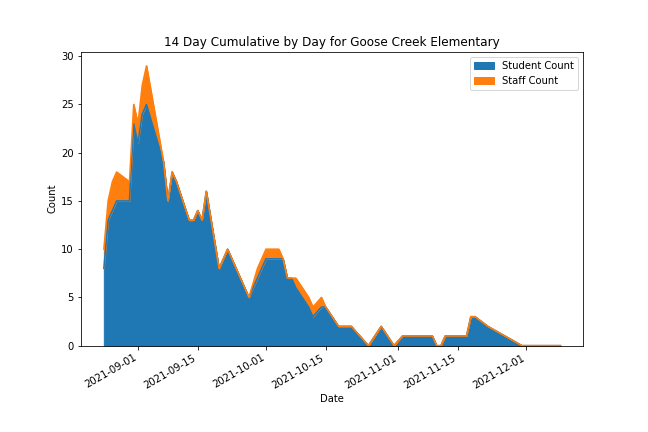 14 Day Cumulative by Day for Goose Creek Elementary
Student Count
Staff Count
Count
30
25
20
15
10
5
0
2021-09-01
2021-09-15
2021-10-01
2021-10-15
2021-11-01
2021-11-15
2021-12-01
Date